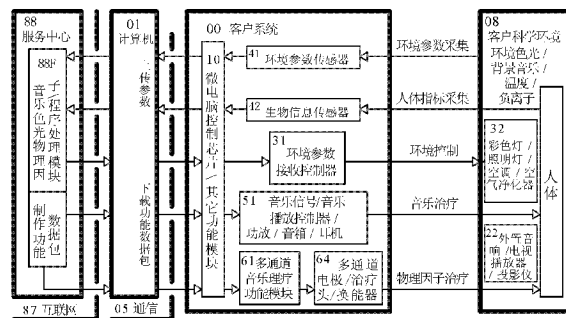 88
服务中心
88F
子/程序处理模块
音乐色光物理因
数据包
制作功能
87 互联网
01
计算机
上传参数
下载功能数据包
05 通信
00 客户系统
10
微电脑控制芯片/其它功能模块
41 环境参数传感器
42 生物信息传感器
31 环境参数
接收控制器
51 音乐信号/音乐
播放控制器/
功放/音箱/耳机
61 多通道
音乐理疗
功能模块
64 多通道
电极/治疗
头/换能器
环境参数采集
人体指标采集
环境控制
音乐治疗
物理因子治疗
08
客户科学环境
环境色光/
背景音乐/
温度/
负离子
32
彩色灯/
照明灯/
空调/空
气净化器
22 外置音
响/电视
播放器/
投影仪
人体